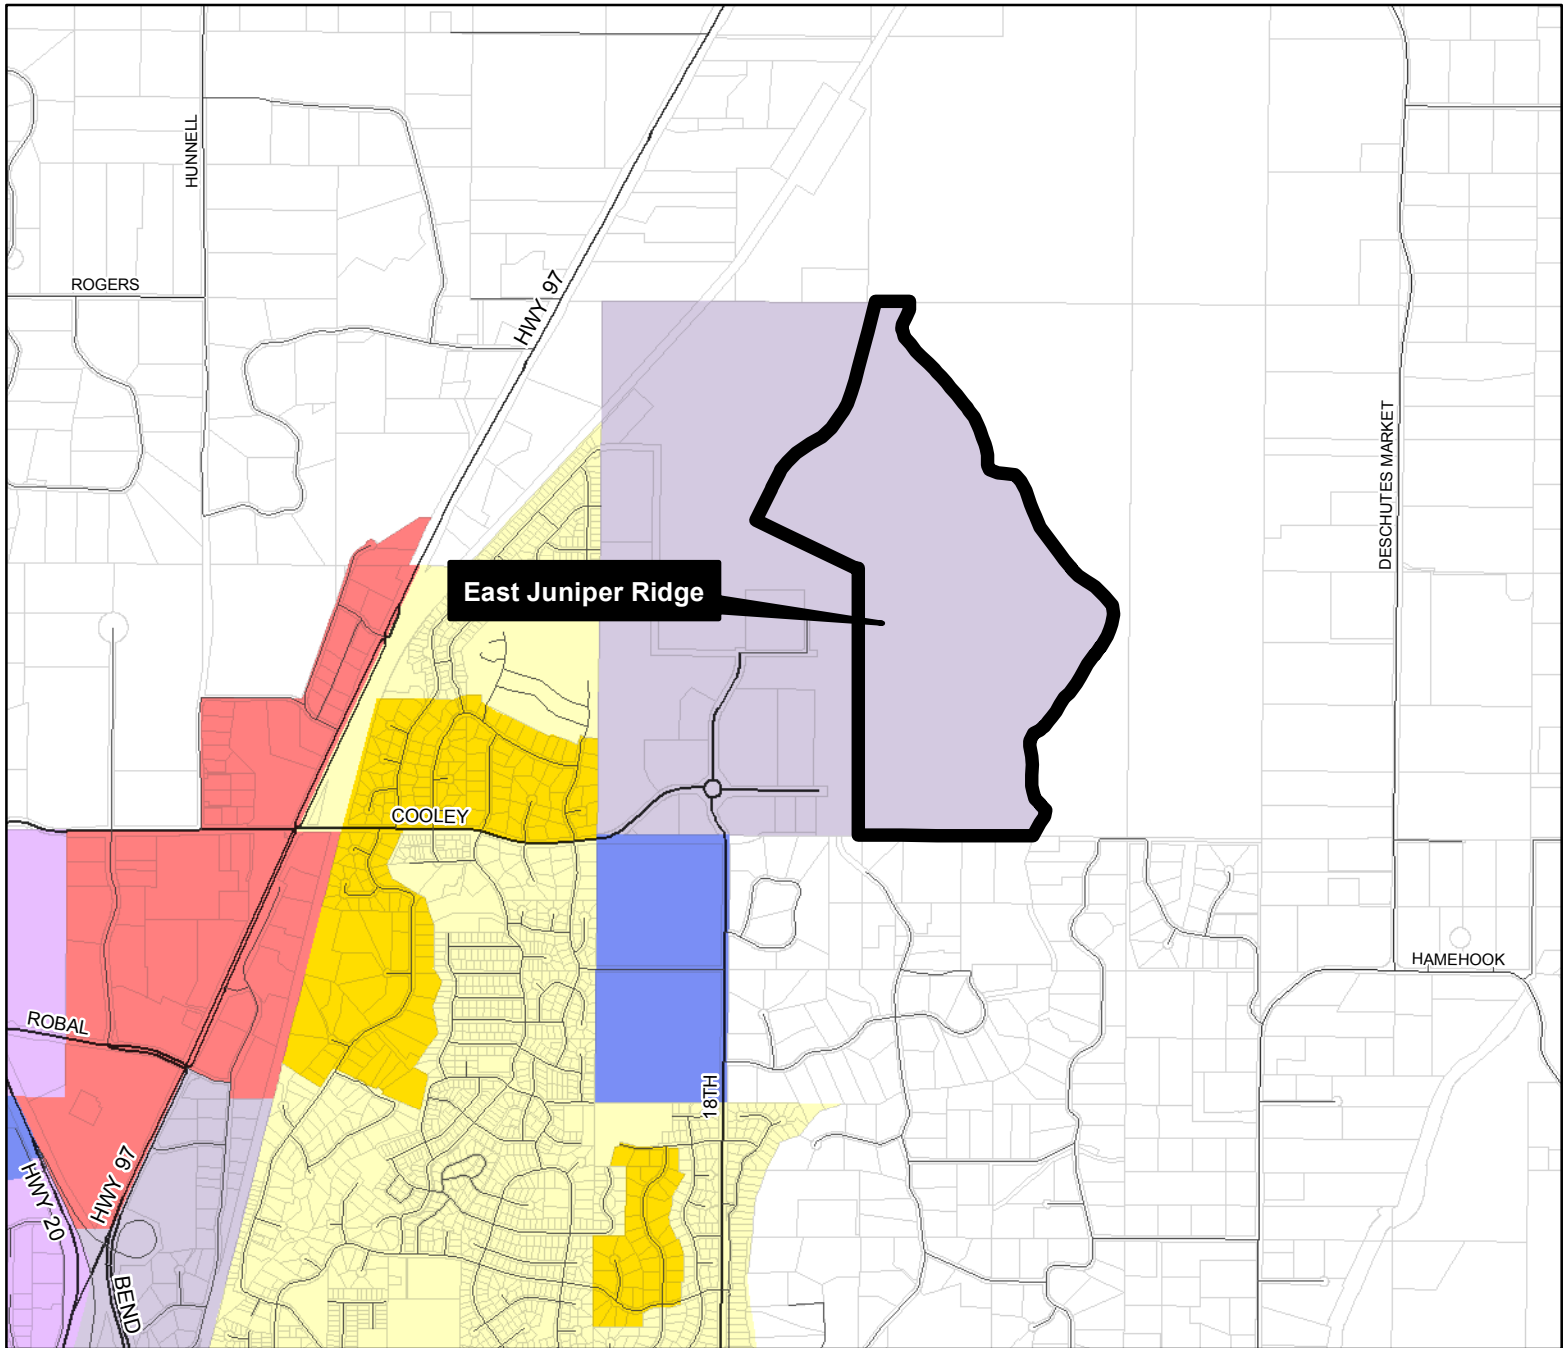 HUNNELL
ROGERS
HWY 97
DESCHUTES MARKET
East Juniper Ridge
COOLEY
HAMEHOOK
ROBAL
18TH
HWY 97
HWY 20
BEND